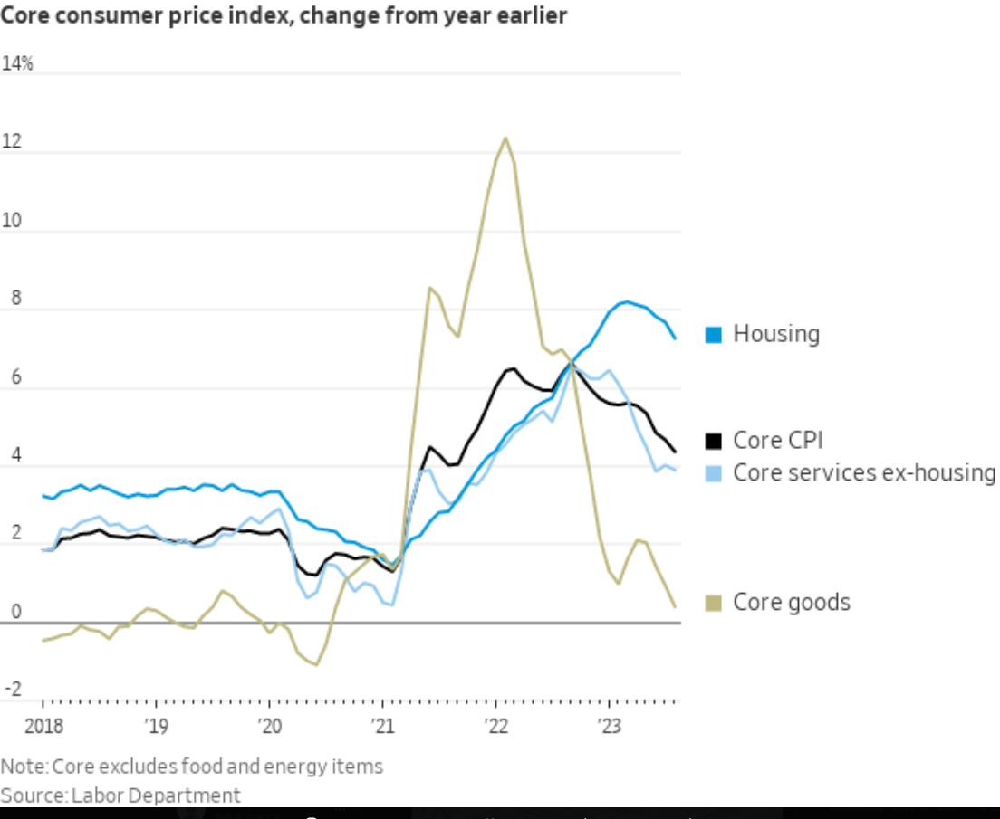 Core consumer price index, change from year earlier
14%
12
10
8
6
4
2
0
-2
2018 ’19 ’20 ’21 ’22 ’23
Housing
Core CPI
Core services ex-housing
Core goods
Note: Core excludes food and energy items
Source: Labor Department